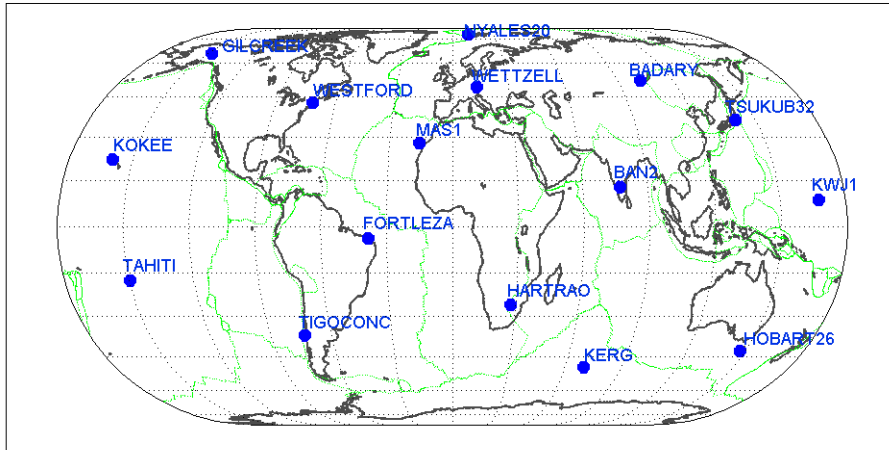 NYALES20
GILCREEK
WETTZELL
BADARY
WESTFORD
TSUKUB32
MAS1
KOKEE
BAN2
KWJ1
FORTLEZA
TAHITI
HARTRAO
TIGOCONC
HOBART26
KERG